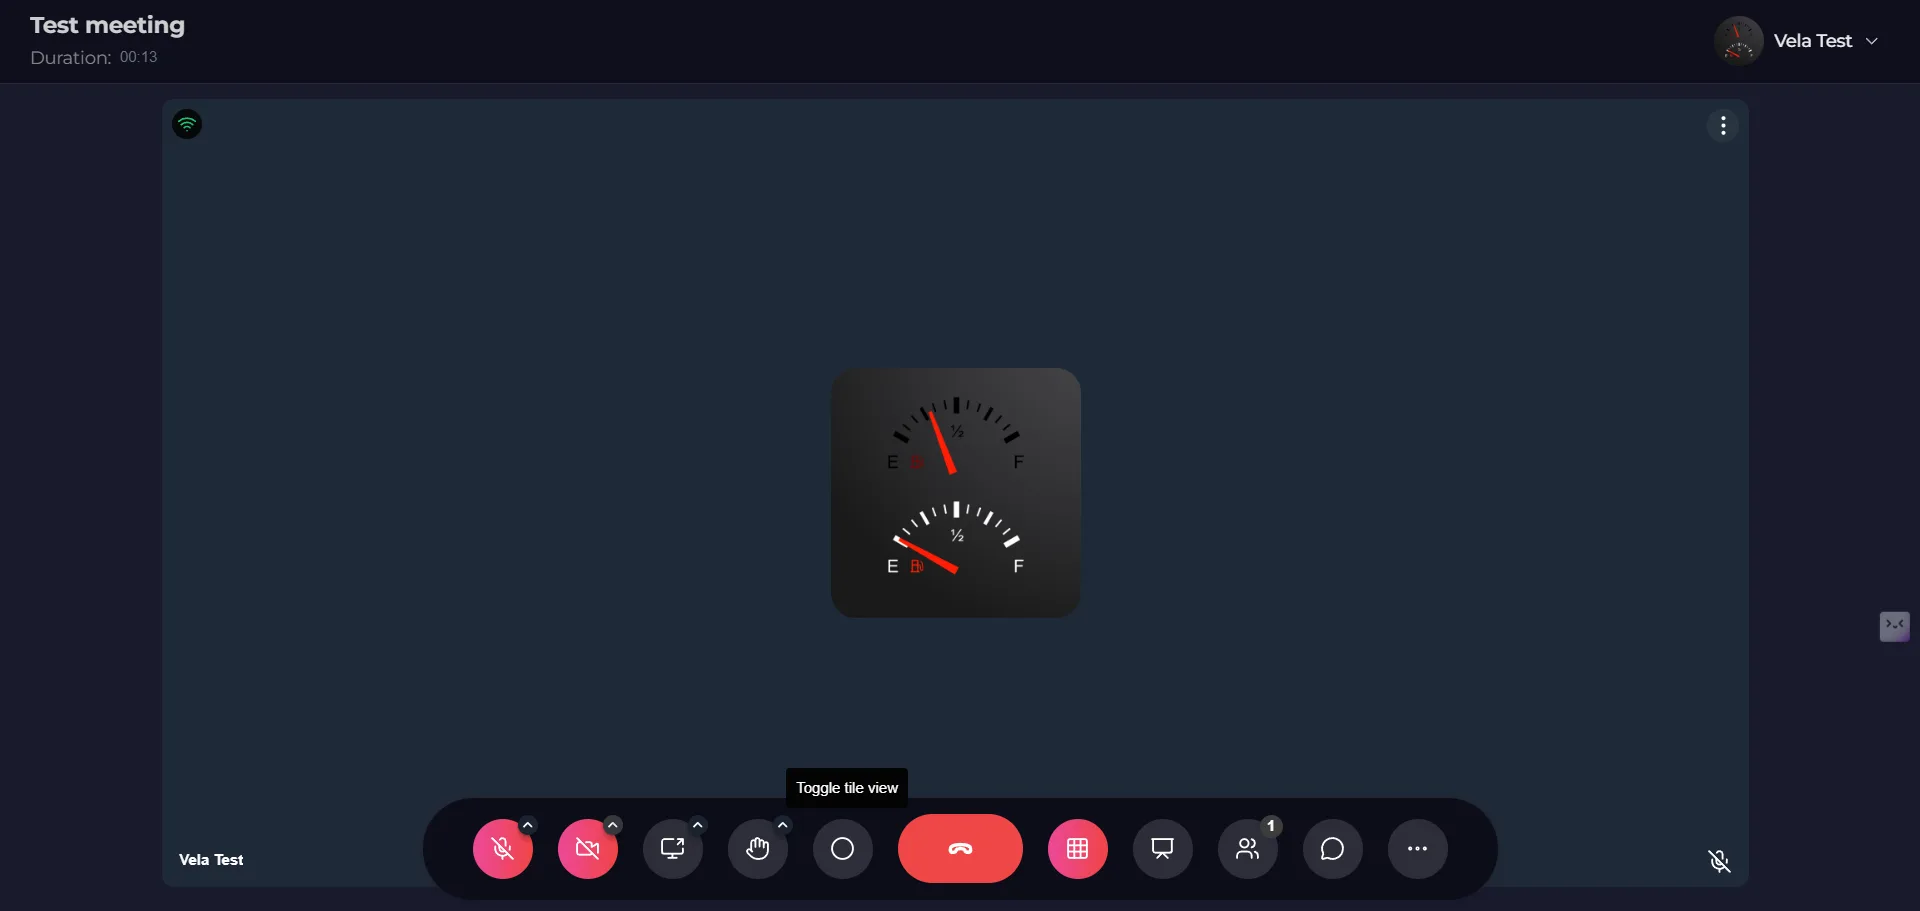 Test meeting
Duration: 00:13
Vela Test
½
E F
½
E F
Toggle tile view
1
Vela Test